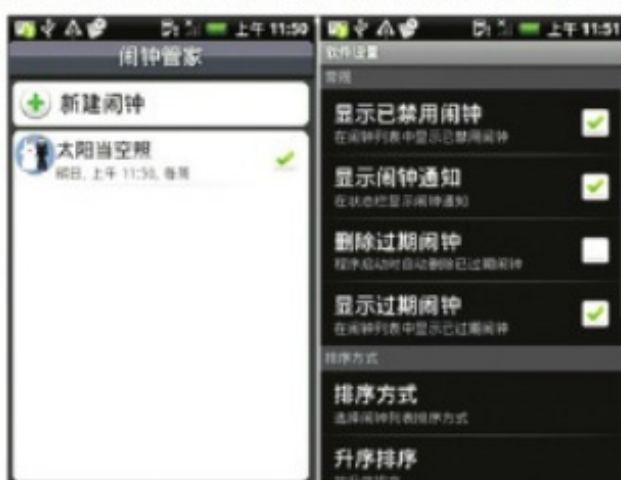 上午 11:50
闹钟管家
新建闹钟
太阳当空照
明日, 上午 11:50, 每周
上午 11:51
软件设置
常用
显示已禁用闹钟
在闹钟列表中显示已禁用闹钟
显示闹钟通知
在状态栏显示闹钟通知
删除过期闹钟
程序启动时自动删除已过期闹钟
显示过期闹钟
在闹钟列表中显示已过期闹钟
排序方式
排序方式
选择闹钟列表排序方式
升序排序